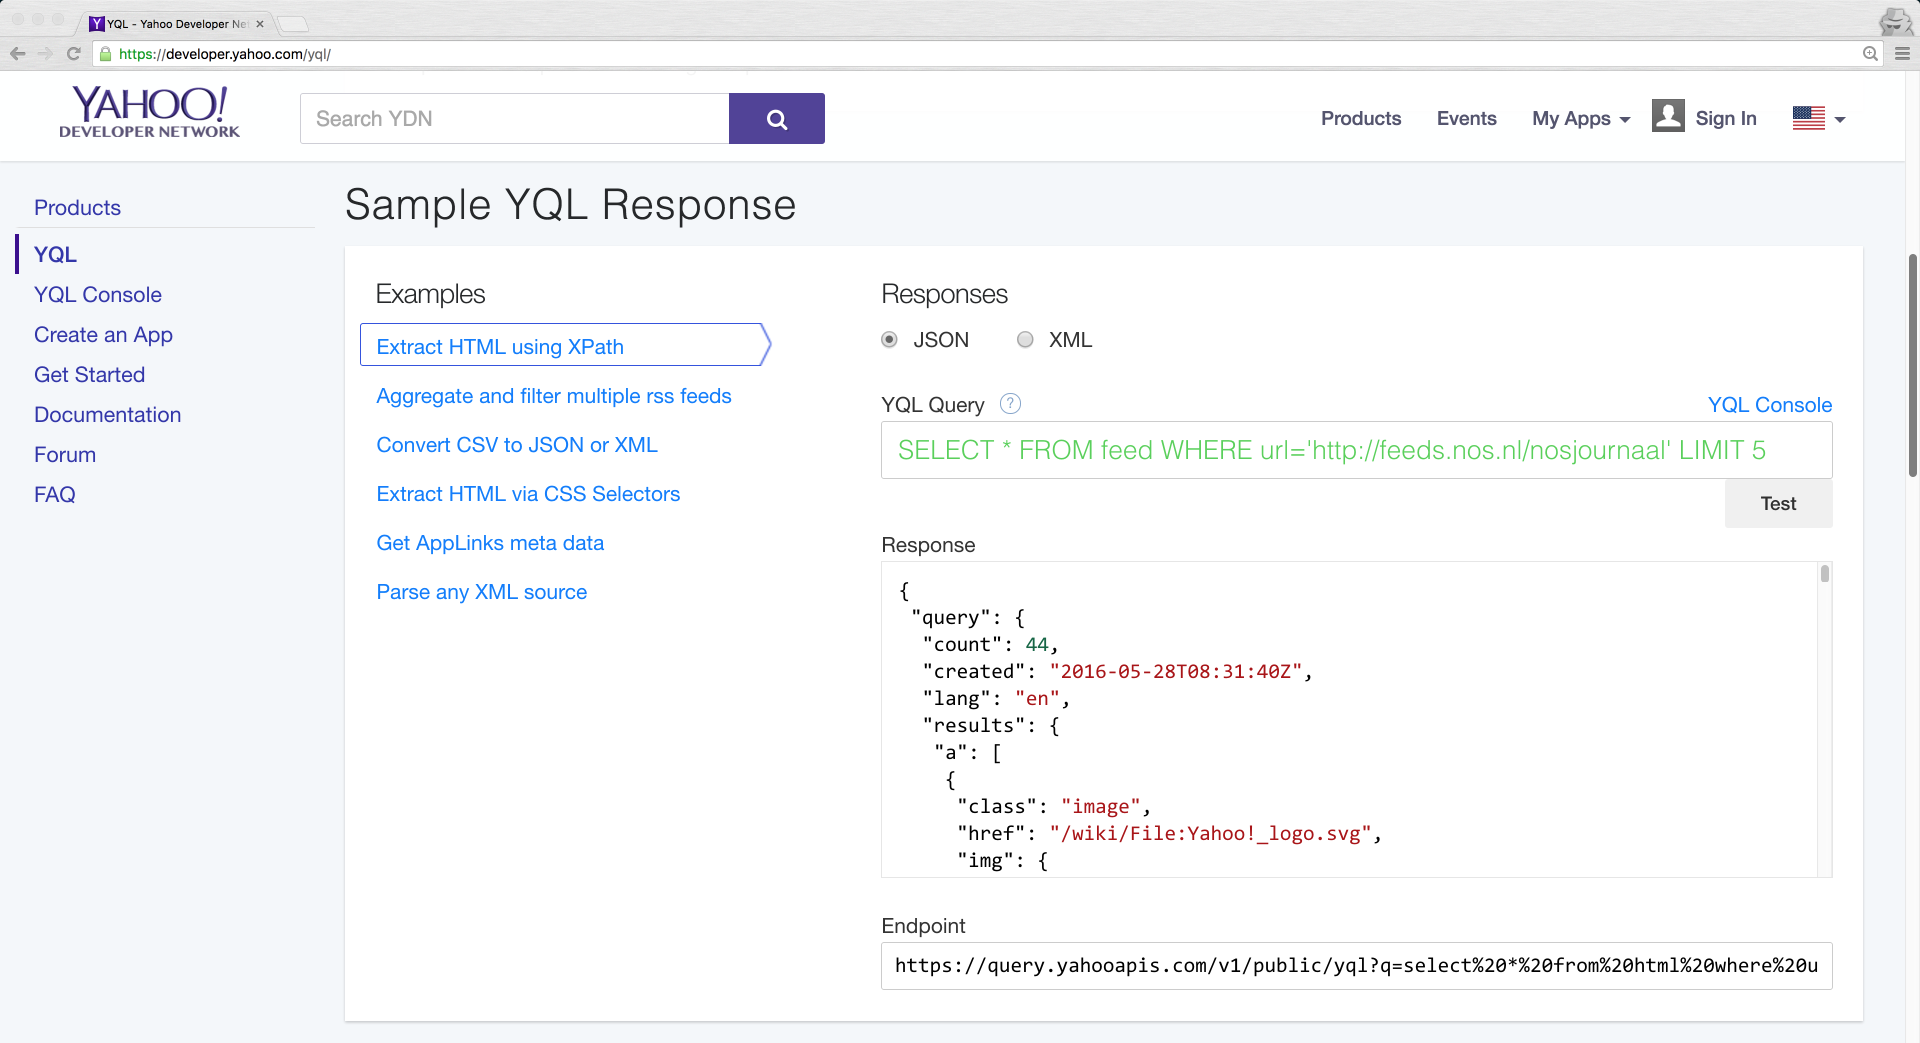 YQL - Yahoo Developer Ne
https://developer.yahoo.com/yql/
YAHOO!
DEVELOPER NETWORK
Search YDN
Products
Events
My Apps
Sign In
Products
YQL
YQL Console
Create an App
Get Started
Documentation
Forum
FAQ
Sample YQL Response
Examples
Extract HTML using XPath
Aggregate and filter multiple rss feeds
Convert CSV to JSON or XML
Extract HTML via CSS Selectors
Get AppLinks meta data
Parse any XML source
Responses
JSON
XML
YQL Query ?
YQL Console
SELECT * FROM feed WHERE url='http://feeds.nos.nl/nosjournaal' LIMIT 5
Test
Response
{
"query": {
"count": 44,
"created": "2016-05-28T08:31:40Z",
"lang": "en",
"results": {
"a": [
{
"class": "image",
"href": "/wiki/File:Yahoo!_logo.svg",
"img": {
Endpoint
https://query.yahooapis.com/v1/public/yql?q=select%20*%20from%20html%20where%20u